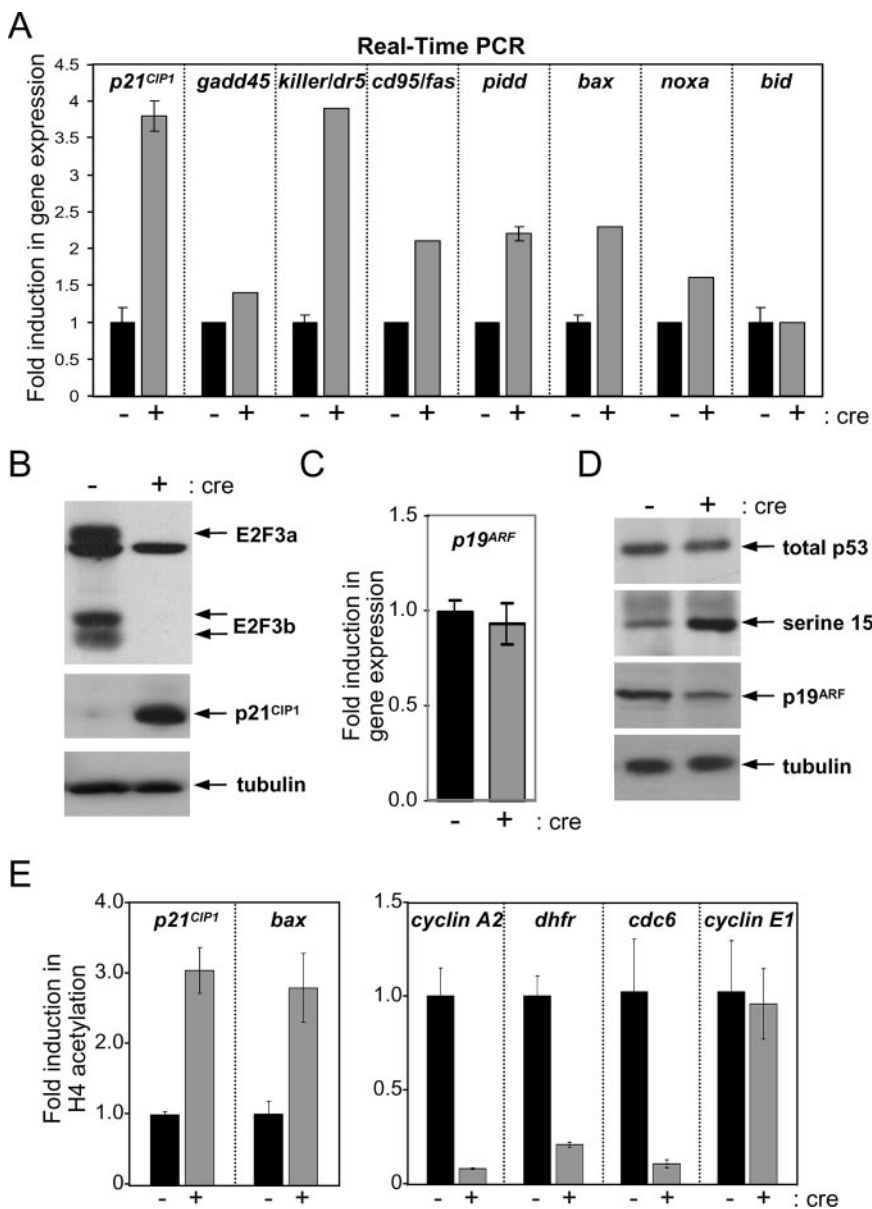 A
Real-Time PCR
Fold induction in gene expression
4.5
4
3.5
3
2.5
2
1.5
1
0.5
0
p21CIP1 gadd45 killer/dr5 cd95/fas pidd bax noxa bid
- + - + - + - + - + - + - + - + : cre
B
- + : cre
E2F3a
E2F3b
p21CIP1
tubulin
C
Fold induction in
gene expression
1.5
1.0
0.5
0.0
p19ARF
- + : cre
D
- + : cre
total p53
serine 15
p19ARF
tubulin
E
Fold induction in
H4 acetylation
3.0
2.0
1.0
0
p21CIP1 bax
- + - +
1.5
1.0
0.5
0
cyclin A2 dhfr cdc6 cyclin E1
- + - + - + - + : cre